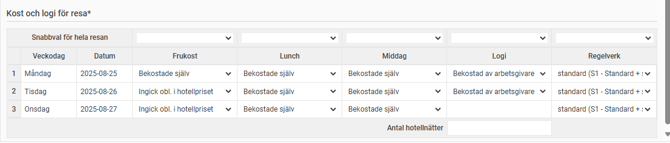 Kost och logi för resa*
Snabbval för hela resan
Veckodag Datum Frukost Lunch Middag Logi Regelverk
1 Måndag 2025-08-25 Bekostade själv Bekostade själv Bekostade själv Bekostad av arbetsgivare standard (S1 - Standard + :
2 Tisdag 2025-08-26 Ingick obl. i hotellpriset Bekostade själv Bekostade själv Bekostad av arbetsgivare standard (S1 - Standard + :
3 Onsdag 2025-08-27 Ingick obl. i hotellpriset Bekostade själv Bekostade själv standard (S1 - Standard + :
Antal hotellnätter